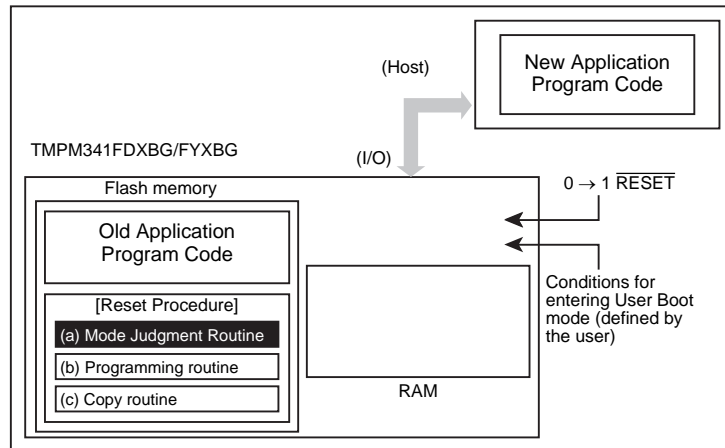 New Application
Program Code
(Host)
TMPM341FDXBG/FYXBG
(I/O)
Flash memory
0 → 1 RESET
Old Application
Program Code
[Reset Procedure]
(a) Mode Judgment Routine
(b) Programming routine
(c) Copy routine
RAM
Conditions for
entering User Boot
mode (defined by
the user)